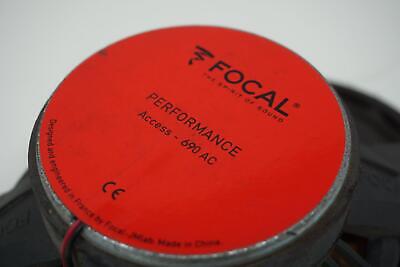 FOCAL®
THE SPIRIT OF SOUND
PERFORMANCE
Access - 690 AC
CE
Designed and engineered in France by Focal-JMlab. Made in China.